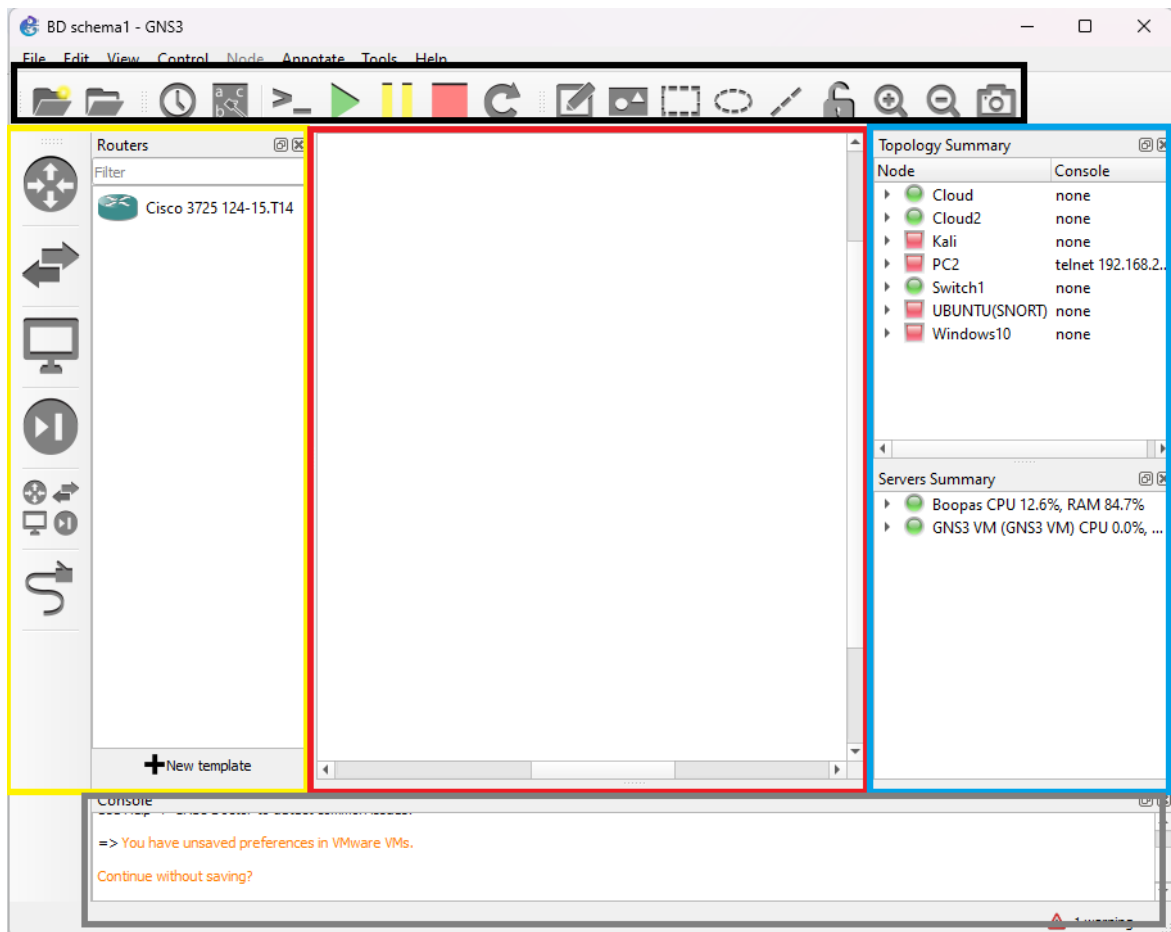 BD schema1 - GNS3
File Edit View Control Node Annotate Tools Help
Routers
Filter
Cisco 3725 124-15.T14
New template
Topology Summary
Node Console
Cloud none
Cloud2 none
Kali none
PC2 telnet 192.168.2..
Switch1 none
UBUNTU(SNORT) none
Windows10 none
Servers Summary
Boopas CPU 12.6%, RAM 84.7%
GNS3 VM (GNS3 VM) CPU 0.0%, ...
Console
=> You have unsaved preferences in VMware VMs.
Continue without saving?
1 warning